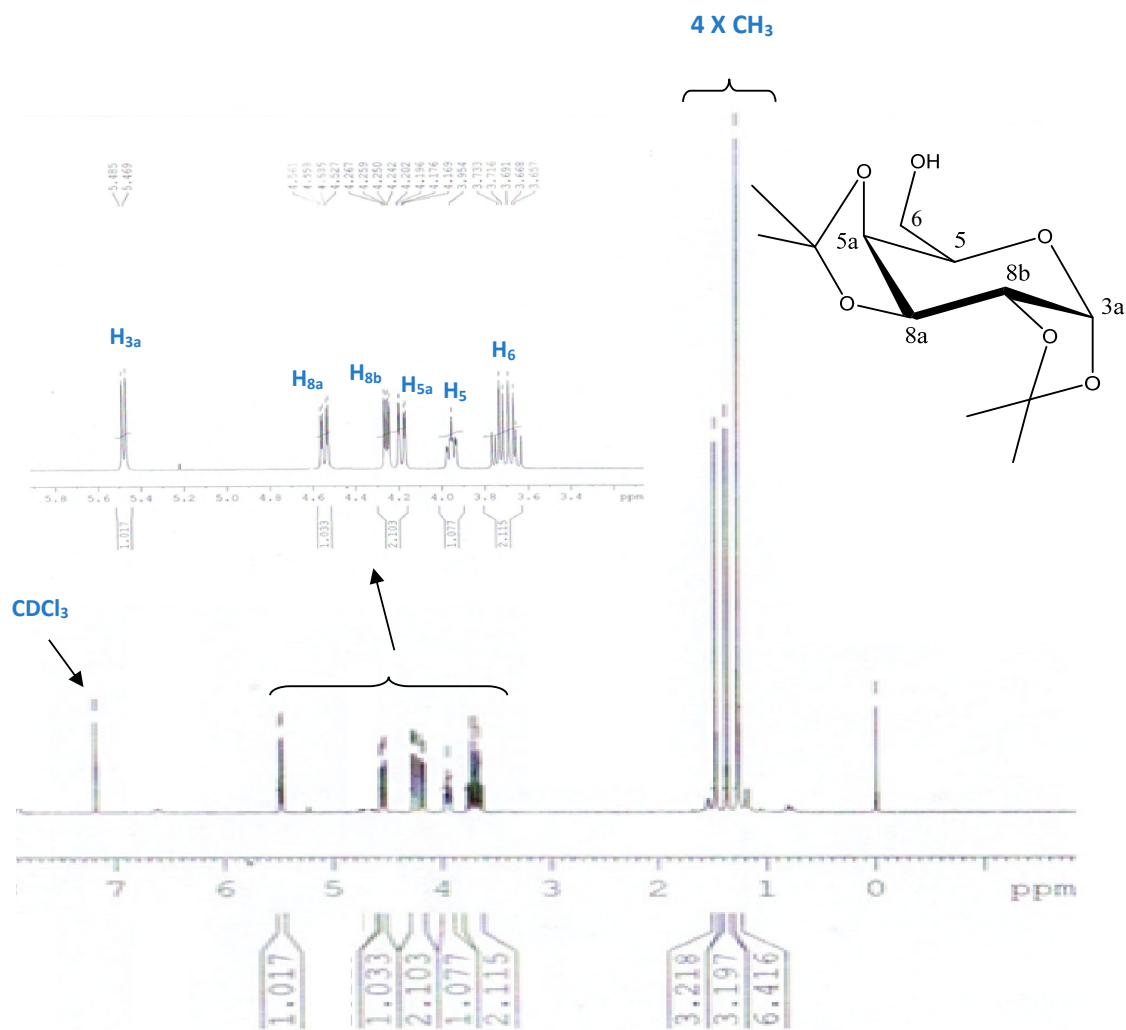 4 X CH₃
5.485
5.469
4.561
4.553
4.535
4.527
4.267
4.259
4.250
4.242
4.202
4.196
4.176
4.169
3.954
3.733
3.716
3.691
3.668
3.657
OH
O
6
5a
5
O
8b
O
8a
3a
O
O
H₃ₐ
H₈ₐ
H₈b
H₅ₐ
H₅
H₆
5.8 5.6 5.4 5.2 5.0 4.8 4.6 4.4 4.2 4.0 3.8 3.6 3.4 ppm
1.017 1.033 2.103 1.077 2.115
CDCl₃
7 5 4 3 2 1 0 ppm
1.017 1.033 2.103 1.077 2.115 3.218 3.197 6.416